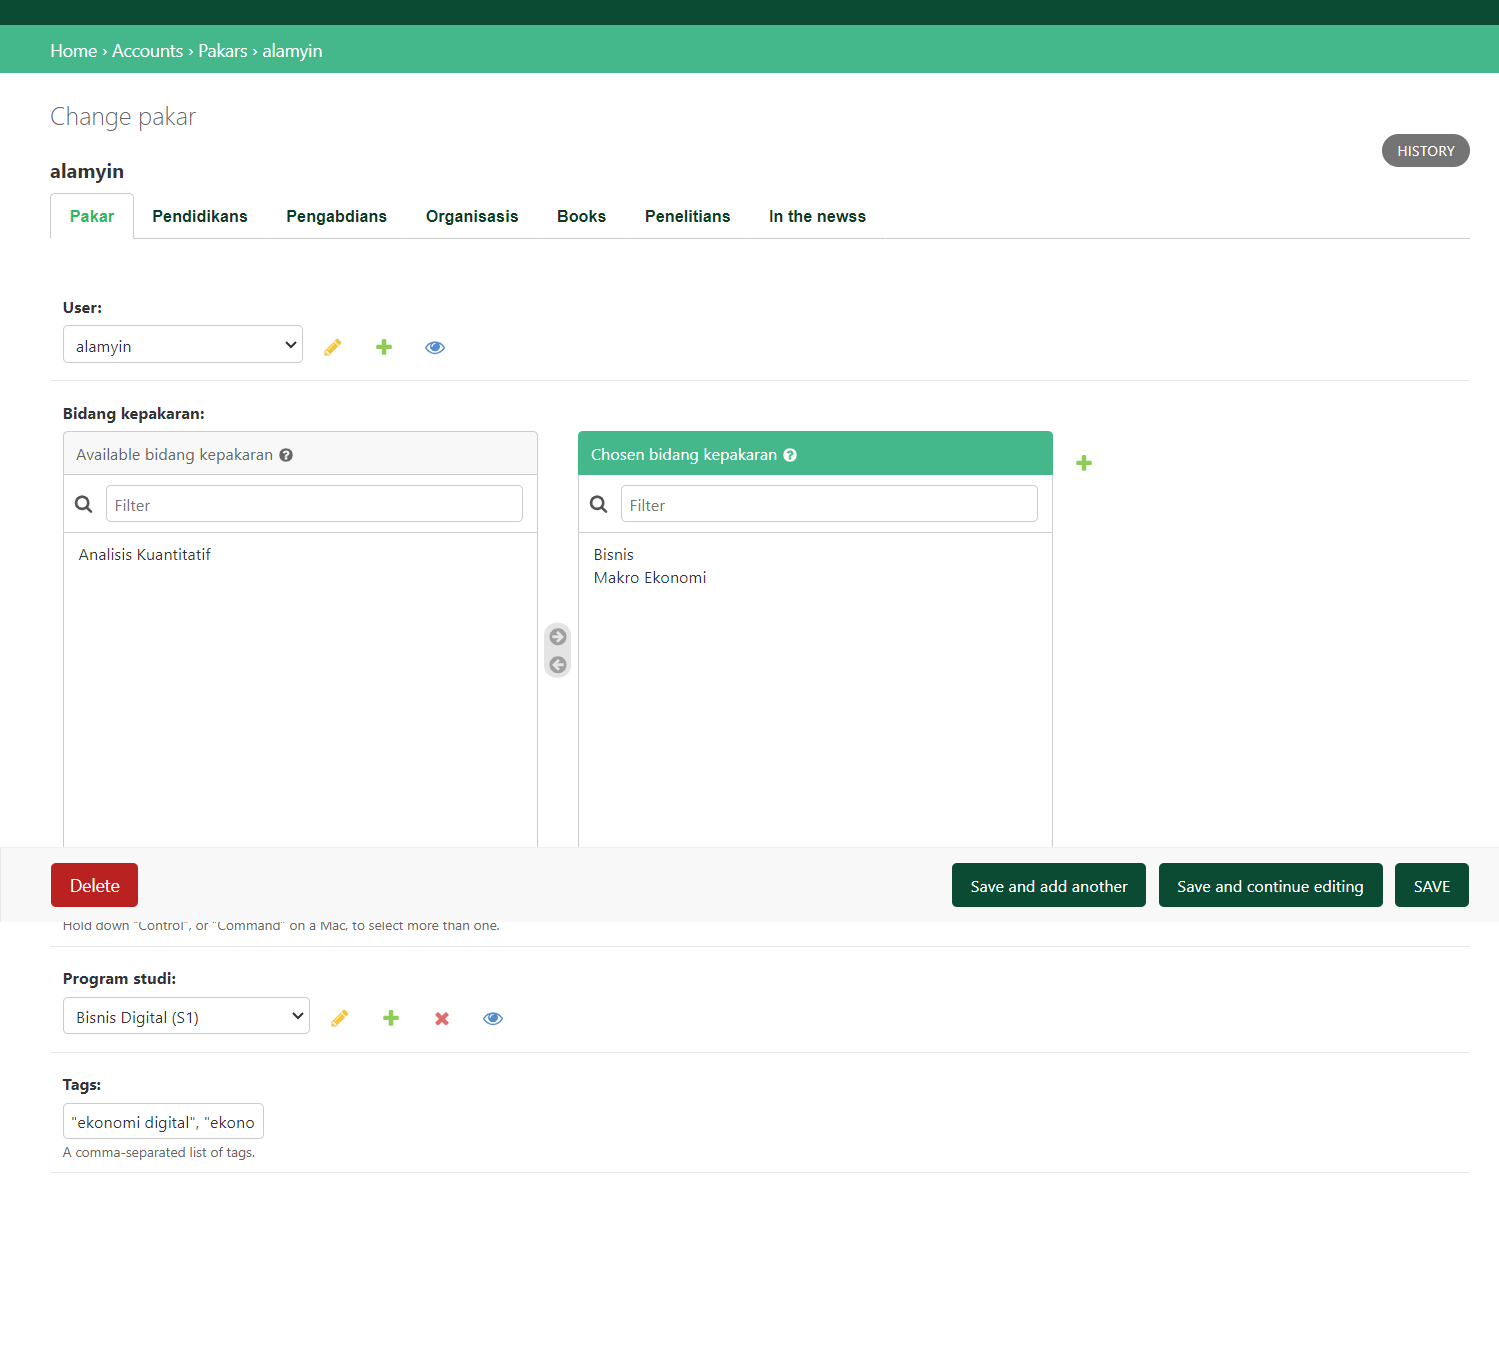 Home › Accounts › Pakars › alamyin
Change pakar
HISTORY
alamyin
Pakar Pendidikans Pengabdians Organisasis Books Penelitians In the newss
User:
alamyin
Bidang kepakaran:
Available bidang kepakaran ?
Chosen bidang kepakaran ?
Filter
Filter
Analisis Kuantitatif
Bisnis
Makro Ekonomi
Delete
Save and add another
Save and continue editing
SAVE
Hold down "Control", or "Command" on a Mac, to select more than one.
Program studi:
Bisnis Digital (S1)
Tags:
"ekonomi digital", "ekono
A comma-separated list of tags.